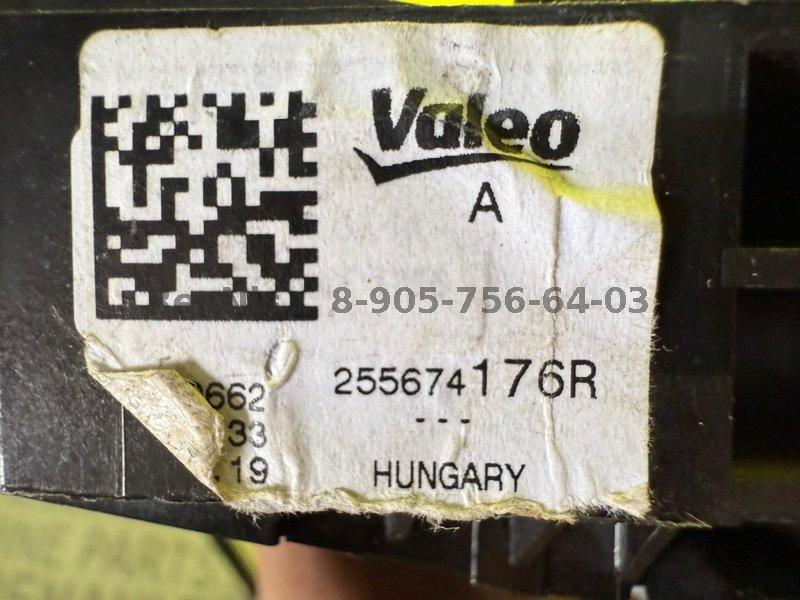 Valeo
A
8-905-756-64-03
255674176R
662
---
33
.19
HUNGARY